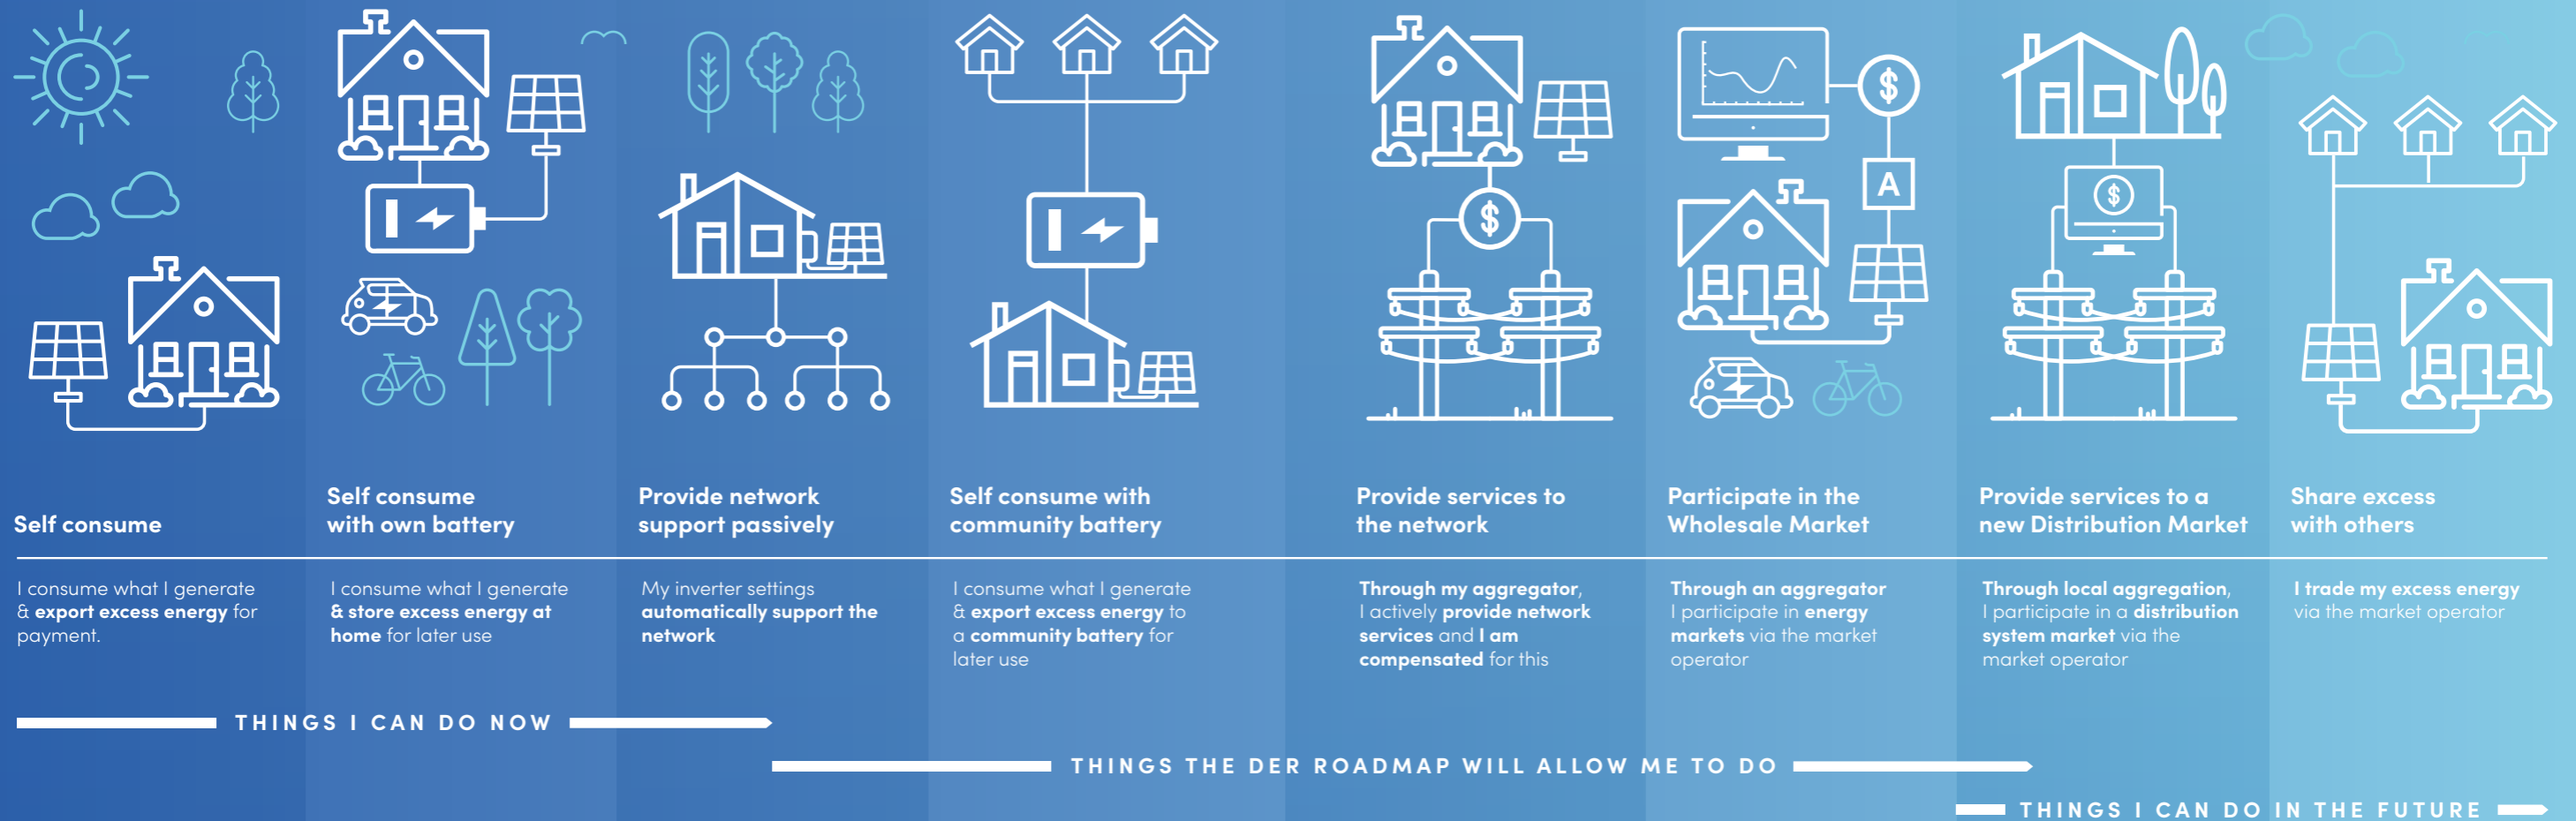 $
$
A
$
Self consume
Self consume
with own battery
Provide network
support passively
Self consume with
community battery
Provide services to
the network
Participate in the
Wholesale Market
Provide services to a
new Distribution Market
Share excess
with others
I consume what I generate
& export excess energy for
payment.
I consume what I generate
& store excess energy at
home for later use
My inverter settings
automatically support the
network
I consume what I generate
& export excess energy to
a community battery for
later use
Through my aggregator,
I actively provide network
services and I am
compensated for this
Through an aggregator
I participate in energy
markets via the market
operator
Through local aggregation,
I participate in a distribution
system market via the
market operator
I trade my excess energy
via the market operator
THINGS I CAN DO NOW
THINGS THE DER ROADMAP WILL ALLOW ME TO DO
THINGS I CAN DO IN THE FUTURE